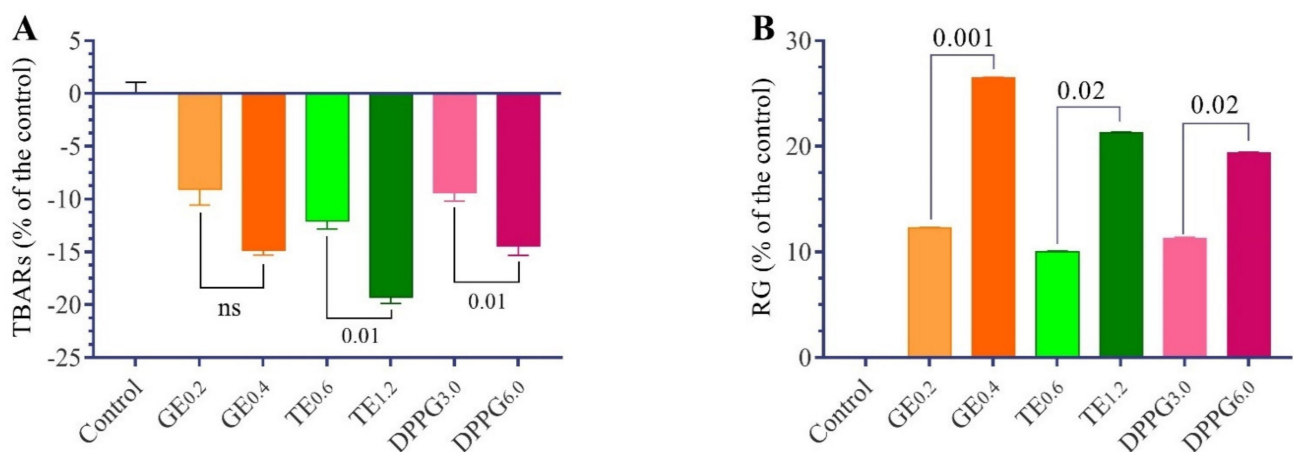 A
TBARs (% of the control)
5
0
-5
-10
-15
-20
-25
ns
0.01
0.01
Control
GE0.2
GE0.4
TE0.6
TE1.2
DPPG3.0
DPPG6.0
B
RG (% of the control)
30
20
10
0
0.001
0.02
0.02
Control
GE0.2
GE0.4
TE0.6
TE1.2
DPPG3.0
DPPG6.0